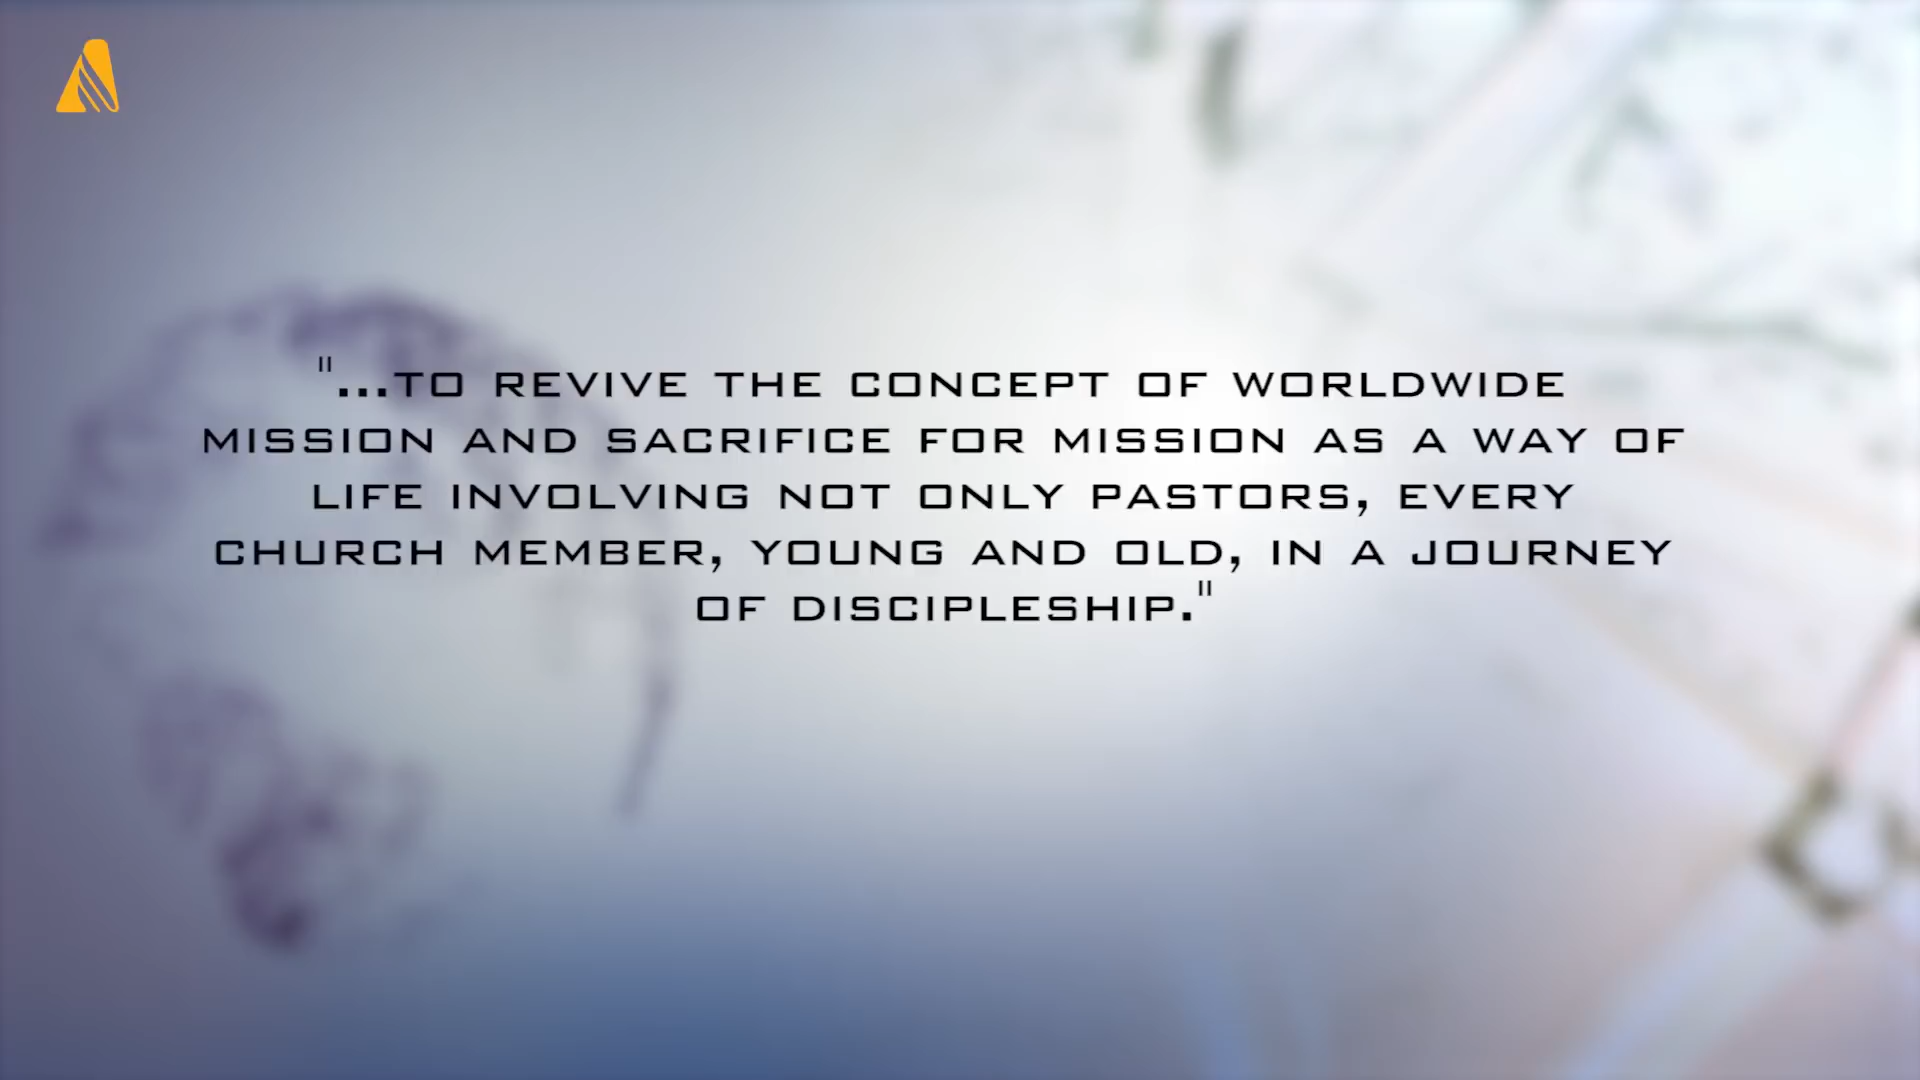 "...TO REVIVE THE CONCEPT OF WORLDWIDE
MISSION AND SACRIFICE FOR MISSION AS A WAY OF
LIFE INVOLVING NOT ONLY PASTORS, EVERY
CHURCH MEMBER, YOUNG AND OLD, IN A JOURNEY
OF DISCIPLESHIP."